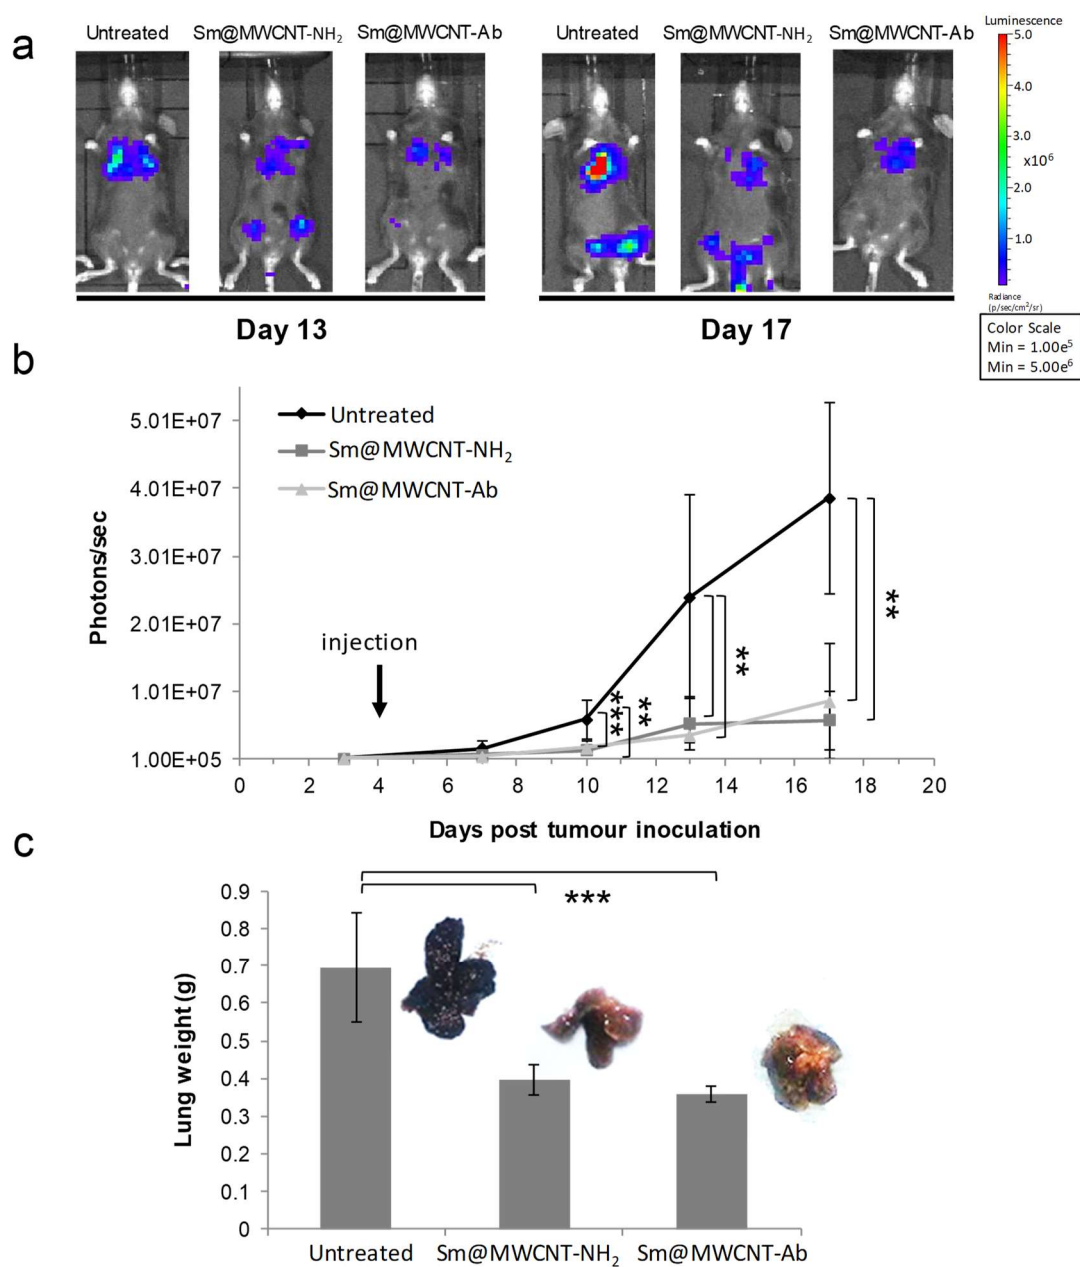 a
Untreated Sm@MWCNT-NH₂ Sm@MWCNT-Ab Untreated Sm@MWCNT-NH₂ Sm@MWCNT-Ab
Luminescence
5.0
4.0
3.0
x10⁶
2.0
1.0
Radiance
(p/sec/cm²/sr)
Color Scale
Min = 1.00e⁵
Min = 5.00e⁶
Day 13 Day 17
b
Photons/sec
5.01E+07
4.01E+07
3.01E+07
2.01E+07
1.01E+07
1.00E+05
Untreated
Sm@MWCNT-NH₂
Sm@MWCNT-Ab
injection
***
**
**
**
0 2 4 6 8 10 12 14 16 18 20
Days post tumour inoculation
c
Lung weight (g)
0.9
0.8
0.7
0.6
0.5
0.4
0.3
0.2
0.1
0
***
Untreated Sm@MWCNT-NH₂ Sm@MWCNT-Ab